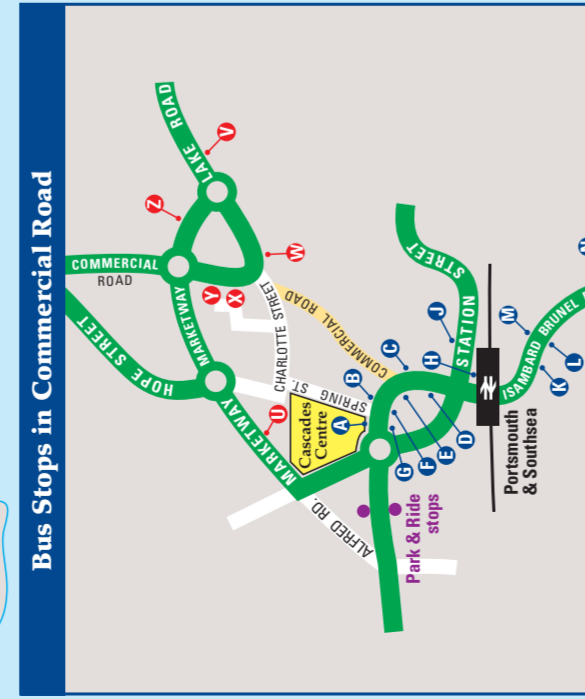 Bus Stops in Commercial Road
COMMERCIAL
ROAD
LAKE ROAD
V
Z
W
Y
X
HOPE STREET
MARKETWAY
CHARLOTTE STREET
COMMERCIAL ROAD
STREET
STATION
U
MARKETWAY
SPRING ST.
Cascades
Centre
A
B
C
J
H
M
G
F
E
D
ISAMBARD BRUNEL
K
L
Portsmouth
& Southsea
ALFRED RD.
Park & Ride
stops